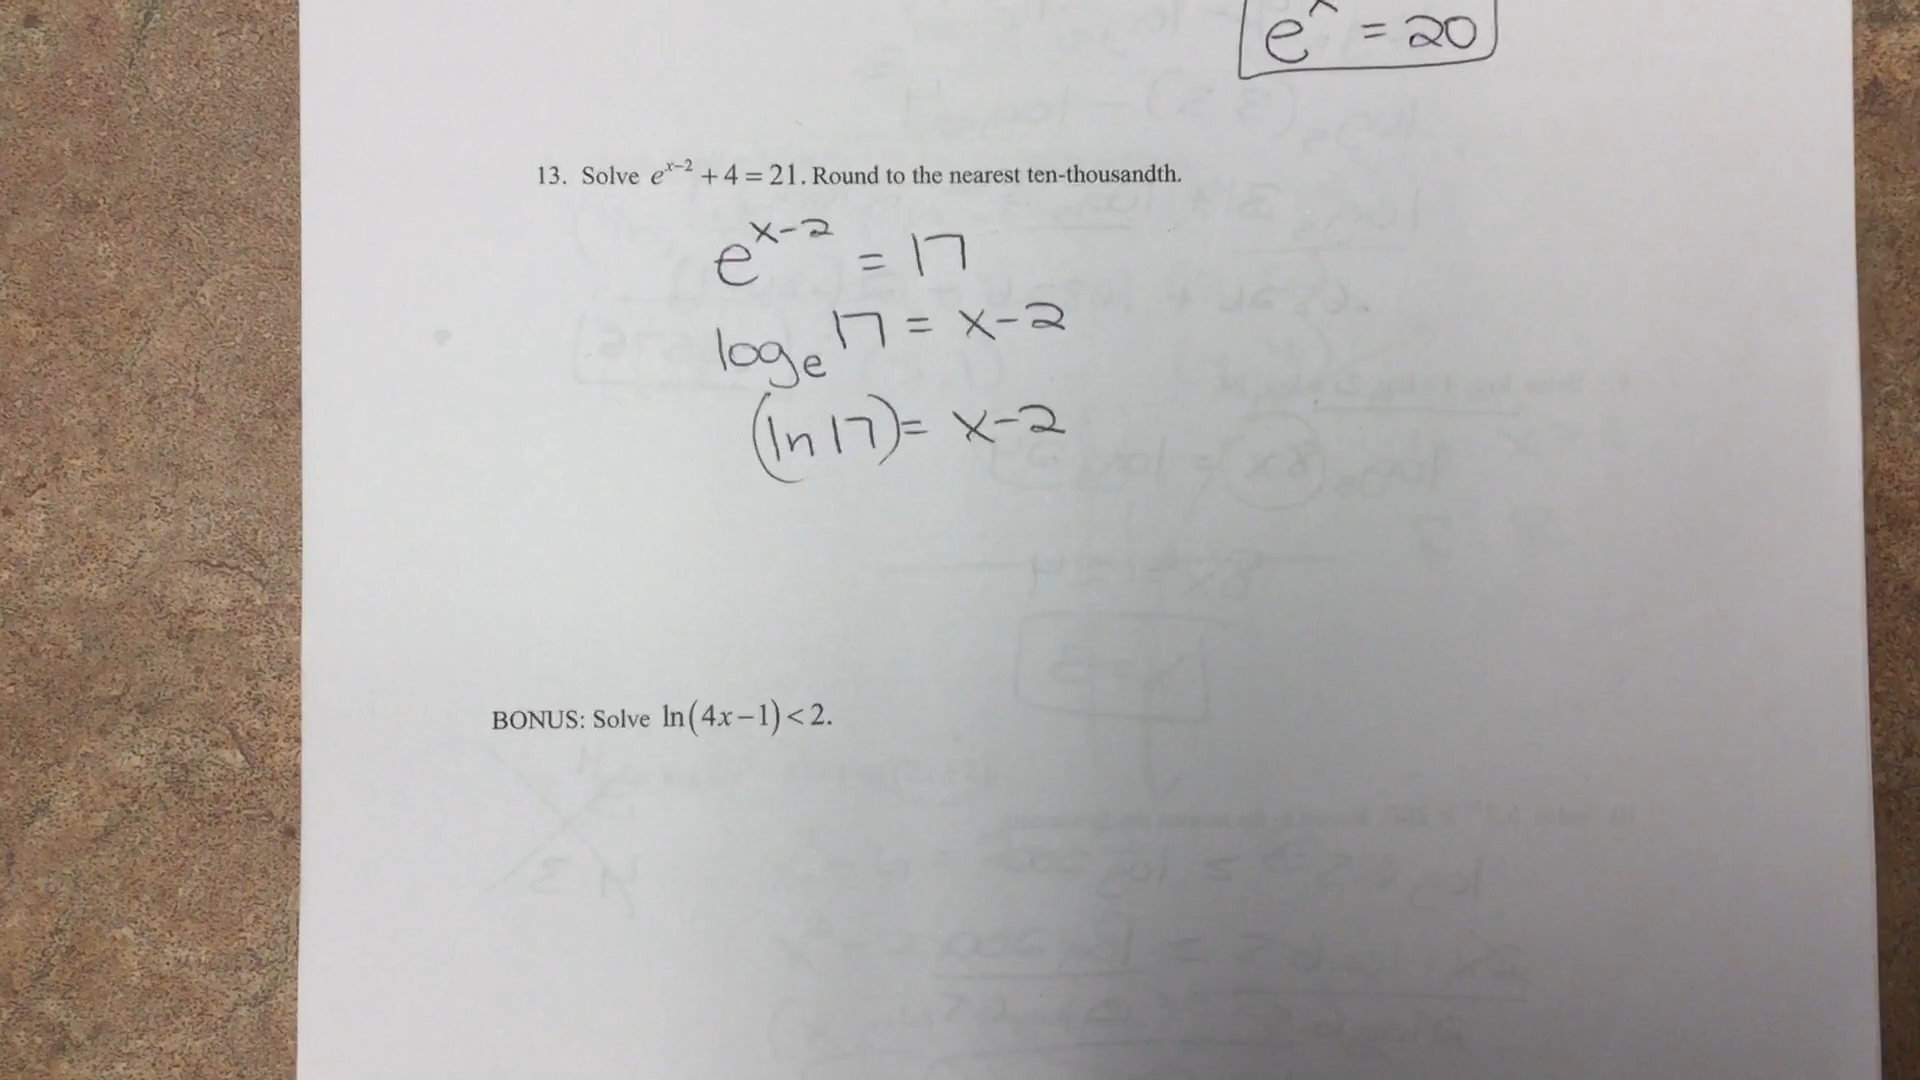 e^x = 20
13. Solve e^{x-2} + 4 = 21. Round to the nearest ten-thousandth.
e^{x-2} = 17
log_e 17 = x-2
(ln 17) = x-2
BONUS: Solve ln(4x-1) < 2.